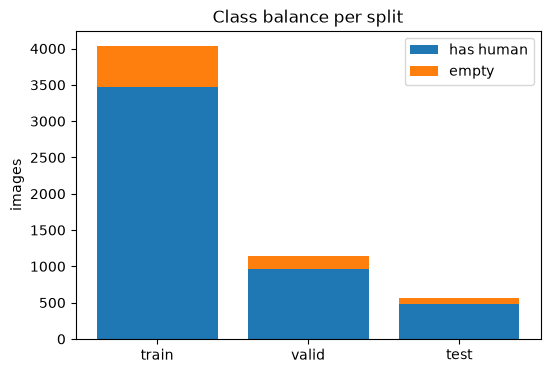 Class balance per split
has human
empty
images
4000
3500
3000
2500
2000
1500
1000
500
0
train
valid
test